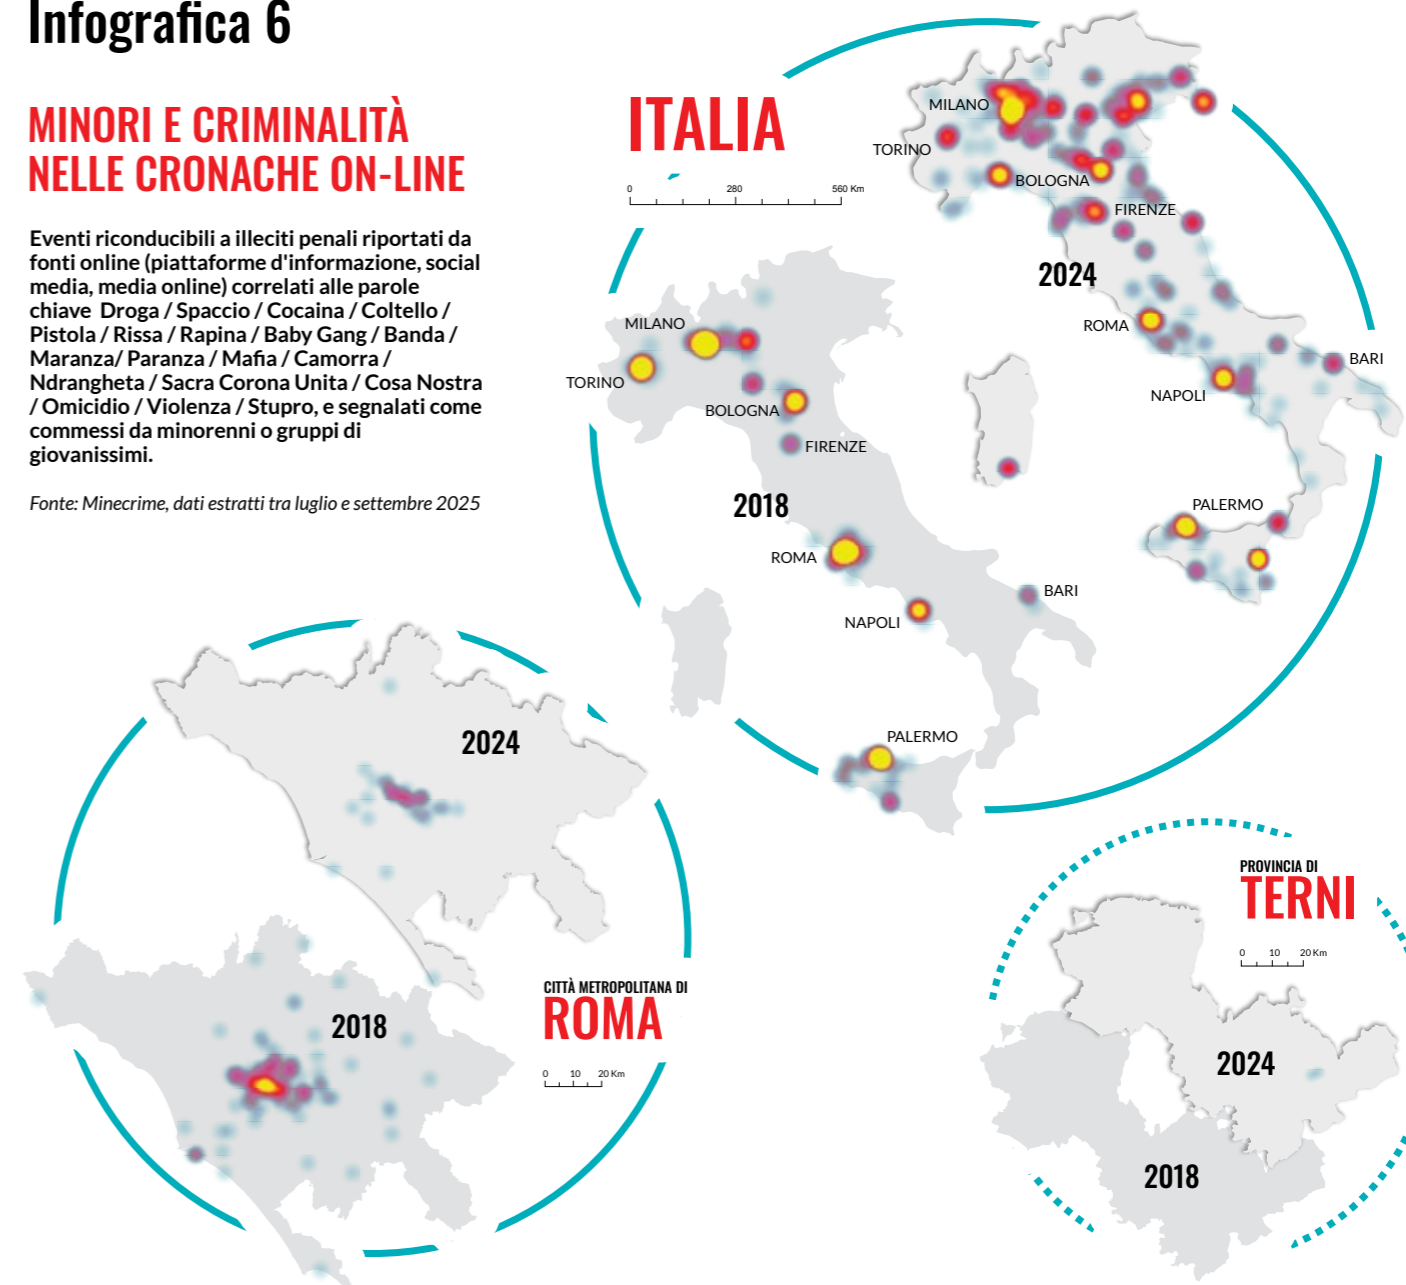 Infografica 6
MINORI E CRIMINALITÀ
NELLE CRONACHE ON-LINE
Eventi riconducibili a illeciti penali riportati da
fonti online (piattaforme d'informazione, social
media, media online) correlati alle parole
chiave Droga / Spaccio / Cocaina / Coltello /
Pistola / Rissa / Rapina / Baby Gang / Banda /
Maranza/ Paranza / Mafia / Camorra /
Ndrangheta / Sacra Corona Unita / Cosa Nostra
/ Omicidio / Violenza / Stupro, e segnalati come
commessi da minorenni o gruppi di
giovanissimi.
Fonte: Minecrime, dati estratti tra luglio e settembre 2025
ITALIA
0 280 560 Km
MILANO
TORINO
BOLOGNA
FIRENZE
2024
ROMA
BARI
NAPOLI
PALERMO
MILANO
TORINO
BOLOGNA
FIRENZE
2018
ROMA
BARI
NAPOLI
PALERMO
2024
2018
CITTÀ METROPOLITANA DI
ROMA
0 10 20 Km
PROVINCIA DI
TERNI
0 10 20 Km
2024
2018